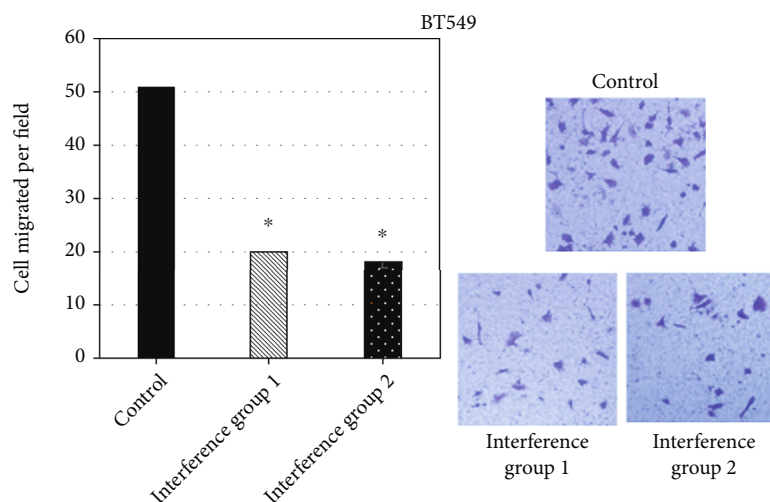 BT549
Cell migrated per field
60
50
40
30
20
10
0
*
*
Control
Interference group 1
Interference group 2
Control
Interference
group 1
Interference
group 2